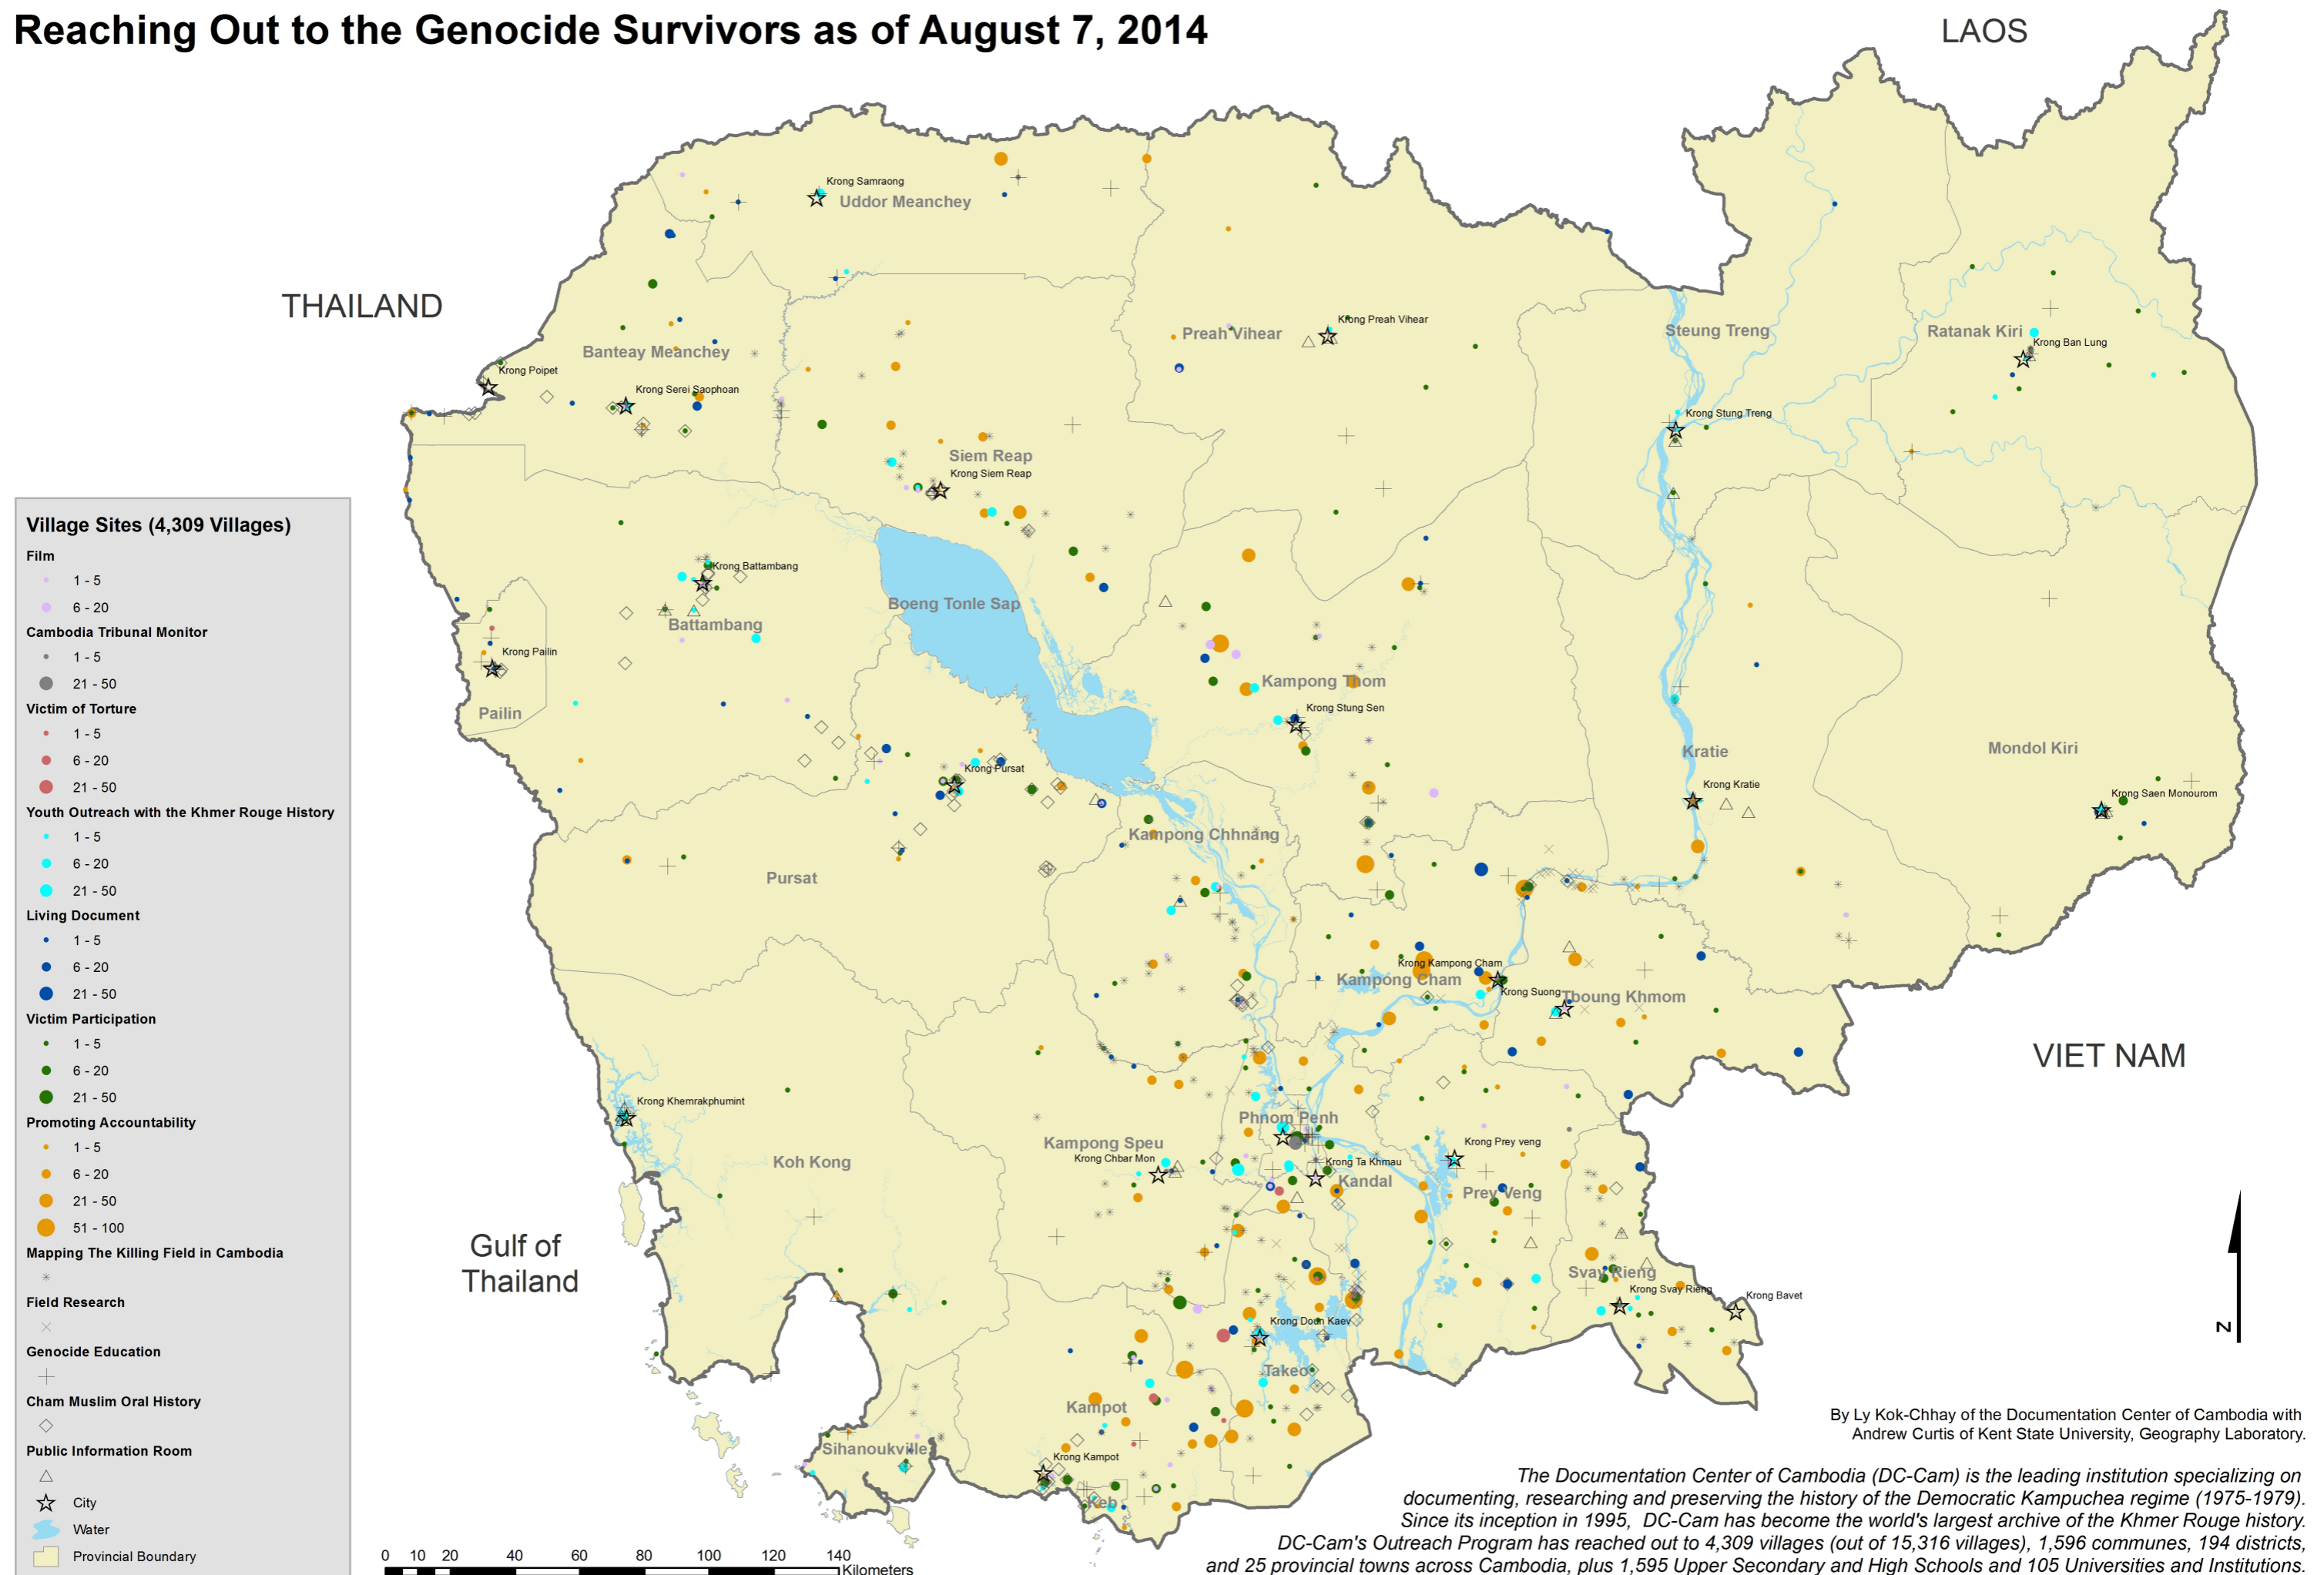 Reaching Out to the Genocide Survivors as of August 7, 2014
LAOS
THAILAND
VIET NAM
Gulf of
Thailand
Krong Samraong
Uddor Meanchey
Banteay Meanchey
Krong Poipet
Krong Serei Saophoan
Preah Vihear
Krong Preah Vihear
Steung Treng
Krong Stung Treng
Ratanak Kiri
Krong Ban Lung
Siem Reap
Krong Siem Reap
Krong Battambang
Battambang
Boeng Tonle Sap
Krong Pailin
Pailin
Kampong Thom
Krong Stung Sen
Kratie
Krong Kratie
Mondol Kiri
Krong Saen Monourom
Krong Pursat
Pursat
Kampong Chhnang
Krong Kampong Cham
Kampong Cham
Krong Suong
Tboung Khmom
Krong Khemrakphumint
Koh Kong
Phnom Penh
Kampong Speu
Krong Chbar Mon
Krong Ta Khmau
Kandal
Krong Prey veng
Prey Veng
Svay Rieng
Krong Svay Rieng
Krong Bavet
Krong Doun Kaev
Takeo
Kampot
Krong Kampot
Sihanoukville
Keb
Village Sites (4,309 Villages)
Film
1 - 5
6 - 20
Cambodia Tribunal Monitor
1 - 5
21 - 50
Victim of Torture
1 - 5
6 - 20
21 - 50
Youth Outreach with the Khmer Rouge History
1 - 5
6 - 20
21 - 50
Living Document
1 - 5
6 - 20
21 - 50
Victim Participation
1 - 5
6 - 20
21 - 50
Promoting Accountability
1 - 5
6 - 20
21 - 50
51 - 100
Mapping The Killing Field in Cambodia
Field Research
Genocide Education
Cham Muslim Oral History
Public Information Room
City
Water
Provincial Boundary
0 10 20 40 60 80 100 120 140
Kilometers
N
By Ly Kok-Chhay of the Documentation Center of Cambodia with
Andrew Curtis of Kent State University, Geography Laboratory.
The Documentation Center of Cambodia (DC-Cam) is the leading institution specializing on
documenting, researching and preserving the history of the Democratic Kampuchea regime (1975-1979).
Since its inception in 1995, DC-Cam has become the world's largest archive of the Khmer Rouge history.
DC-Cam's Outreach Program has reached out to 4,309 villages (out of 15,316 villages), 1,596 communes, 194 districts,
and 25 provincial towns across Cambodia, plus 1,595 Upper Secondary and High Schools and 105 Universities and Institutions.